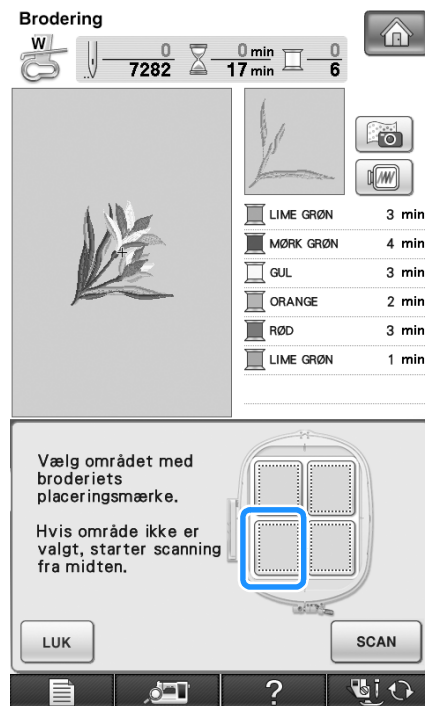 Brodering
W
0 0 min 0
7282 17 min 6
LIME GRØN 3 min
MØRK GRØN 4 min
GUL 3 min
ORANGE 2 min
RØD 3 min
LIME GRØN 1 min
Vælg området med
broderiets
placeringsmærke.
Hvis område ikke er
valgt, starter scanning
fra midten.
LUK
SCAN
?